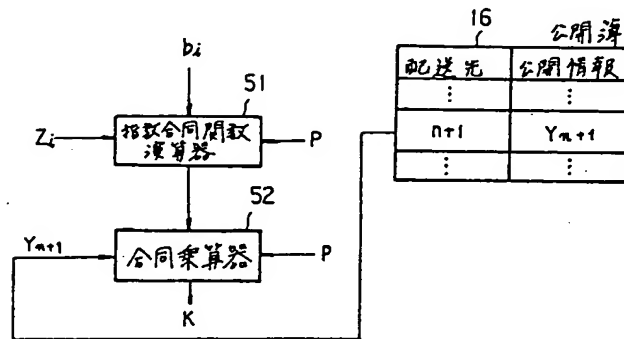 16
公開簿
配送先 公開情報
⋮ ⋮
n+1 Yn+1
⋮ ⋮
bi
51
Zi
指数合同関数
演算器
P
52
Yn+1
合同乗算器
P
K